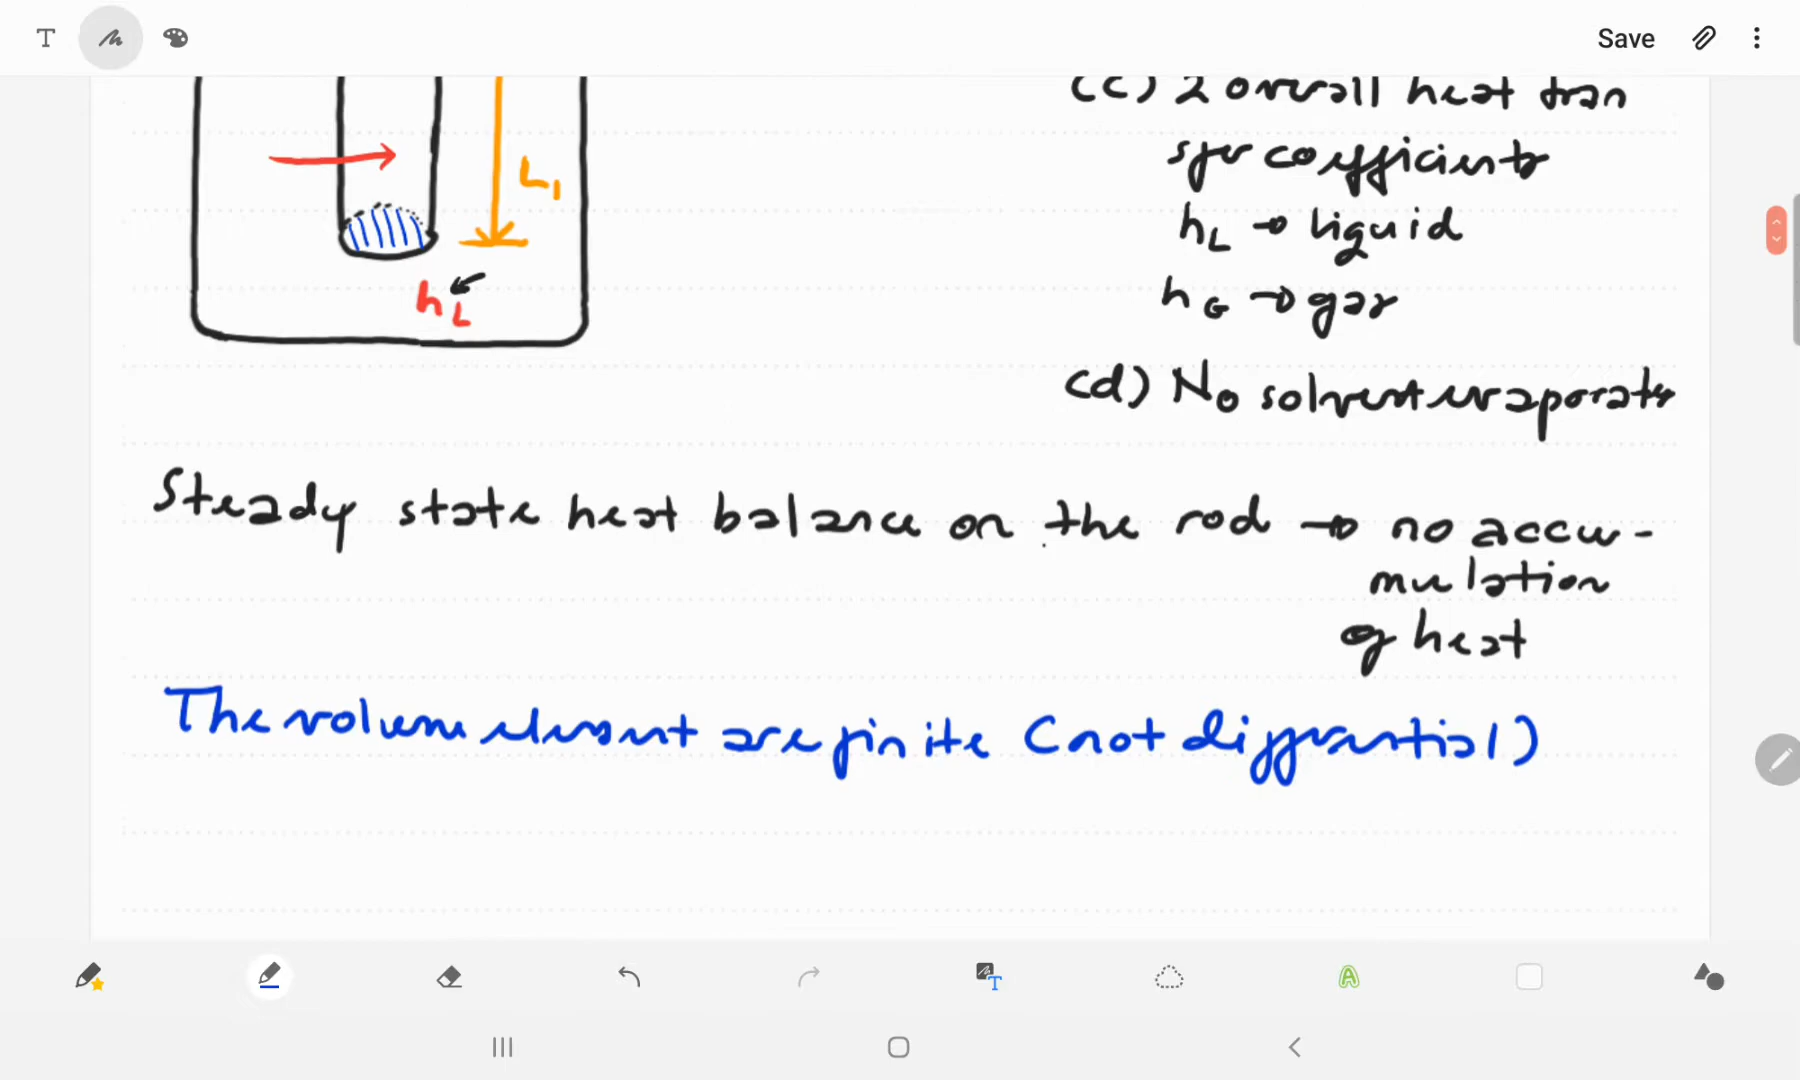 Save
(c) 2 overall heat tran
sfer coefficients
L1
hL → liquid
hL
hG → gas
(d) No solvent evaporates
Steady state heat balance on the rod → no accu-
mulation
of heat
The volume element are finite (not differential)